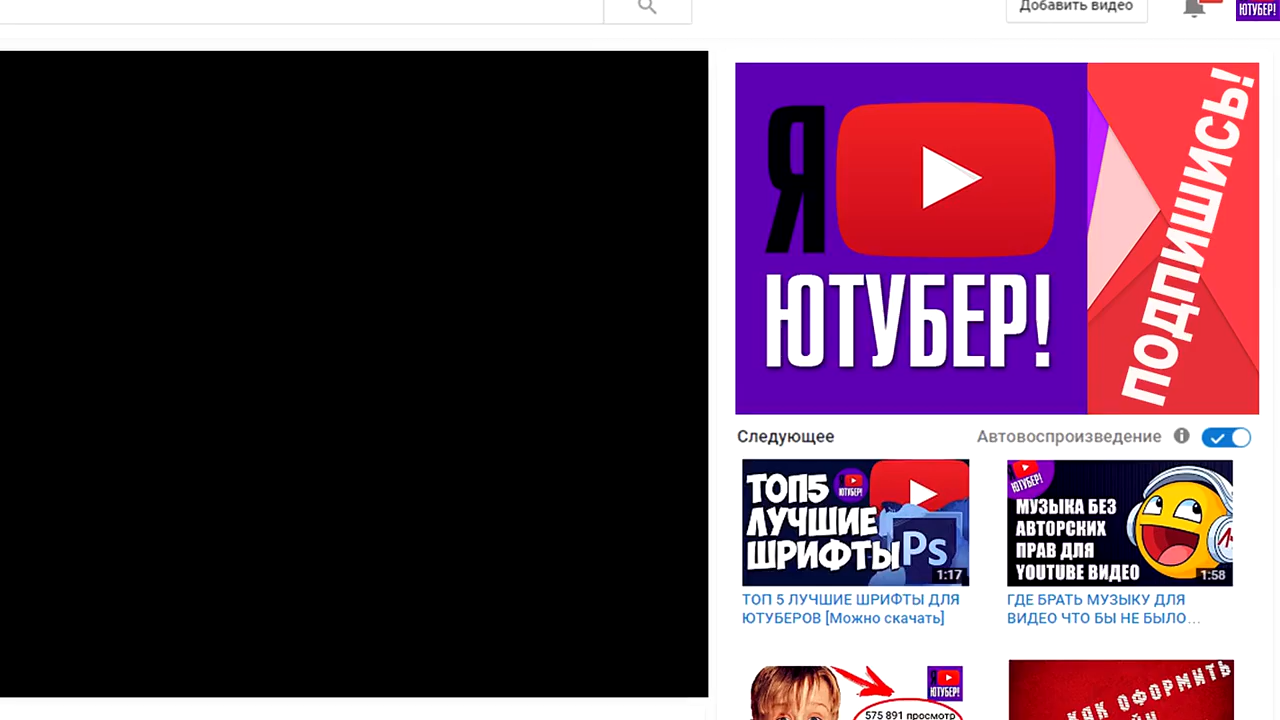 Добавить видео
ЮТУБЕР!
Я
ЮТУБЕР!
ПОДПИШИСЬ!
Следующее
Автовоспроизведение
ТОП5
ЮТУБЕР!
ЛУЧШИЕ
ШРИФТЫ
Ps
1:17
ЮТУБЕР!
МУЗЫКА БЕЗ
АВТОРСКИХ
ПРАВ ДЛЯ
YOUTUBE ВИДЕО
1:58
ТОП 5 ЛУЧШИЕ ШРИФТЫ ДЛЯ
ЮТУБЕРОВ [Можно скачать]
ГДЕ БРАТЬ МУЗЫКУ ДЛЯ
ВИДЕО ЧТО БЫ НЕ БЫЛО...
Я
ЮТУБЕР!
575 891 просмотр
КАК ОФОРМИТЬ